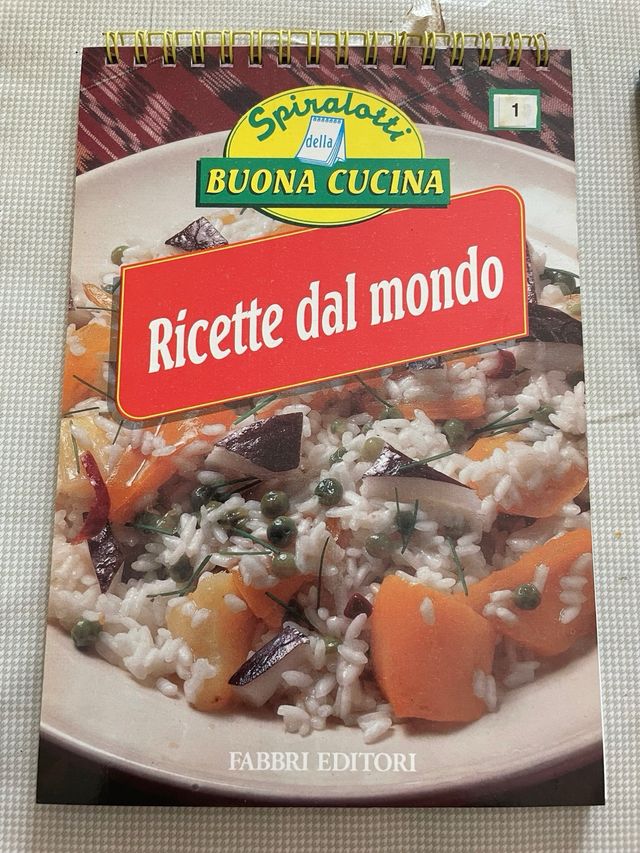 Spiralotti
della
BUONA CUCINA
1
Ricette dal mondo
FABBRI EDITORI